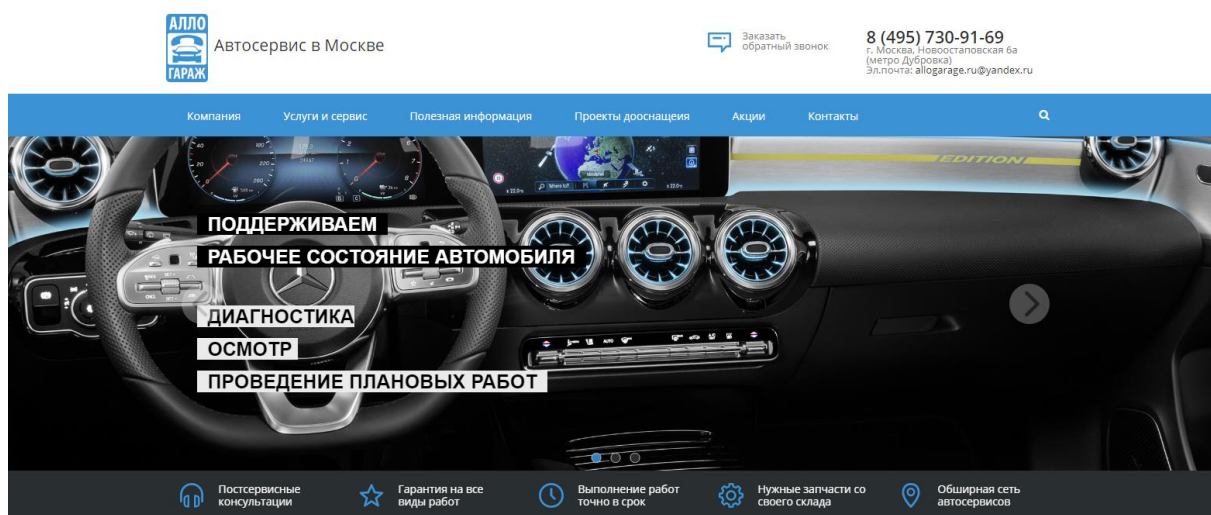 АЛЛО
ГАРАЖ
Автосервис в Москве
Заказать
обратный звонок
8 (495) 730-91-69
г. Москва, Новоостаповская 6а
(метро Дубровка)
Эл.почта: allogarage.ru@yandex.ru
Компания Услуги и сервис Полезная информация Проекты дооснащеия Акции Контакты
EDITION
ПОДДЕРЖИВАЕМ
РАБОЧЕЕ СОСТОЯНИЕ АВТОМОБИЛЯ
ДИАГНОСТИКА
ОСМОТР
ПРОВЕДЕНИЕ ПЛАНОВЫХ РАБОТ
AUTO
Постсервисные
консультации
Гарантия на все
виды работ
Выполнение работ
точно в срок
Нужные запчасти со
своего склада
Обширная сеть
автосервисов